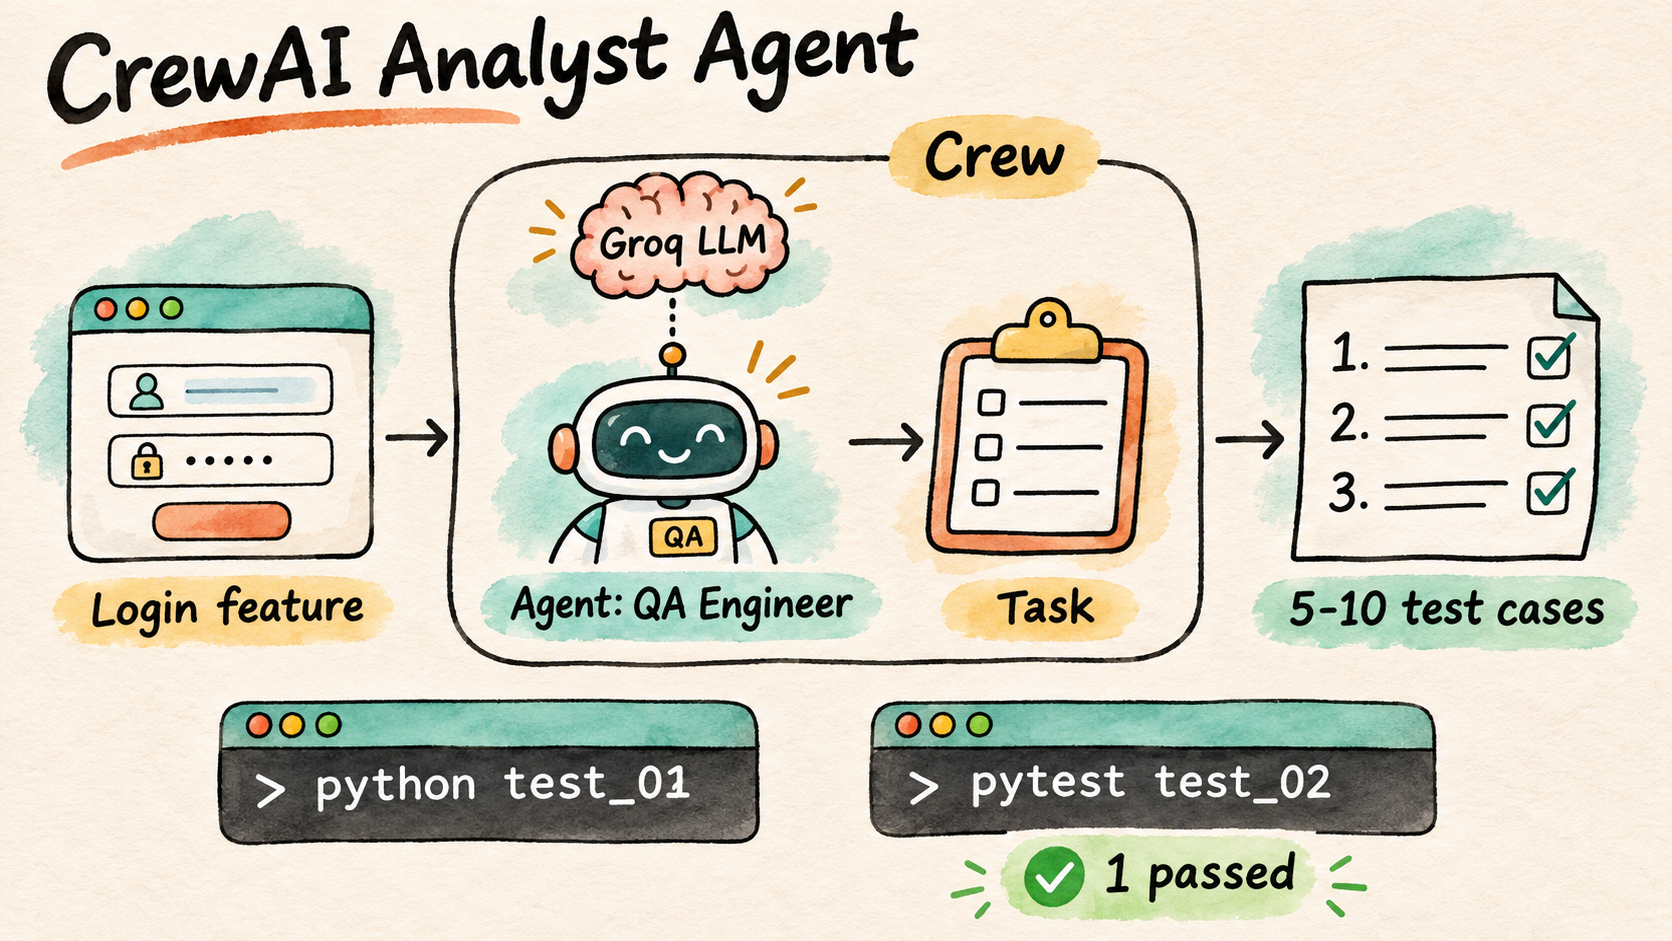 CrewAI Analyst Agent
Crew
Groq LLM
QA
1.
2.
3.
Login feature
Agent: QA Engineer
Task
5-10 test cases
> python test_01
> pytest test_02
1 passed